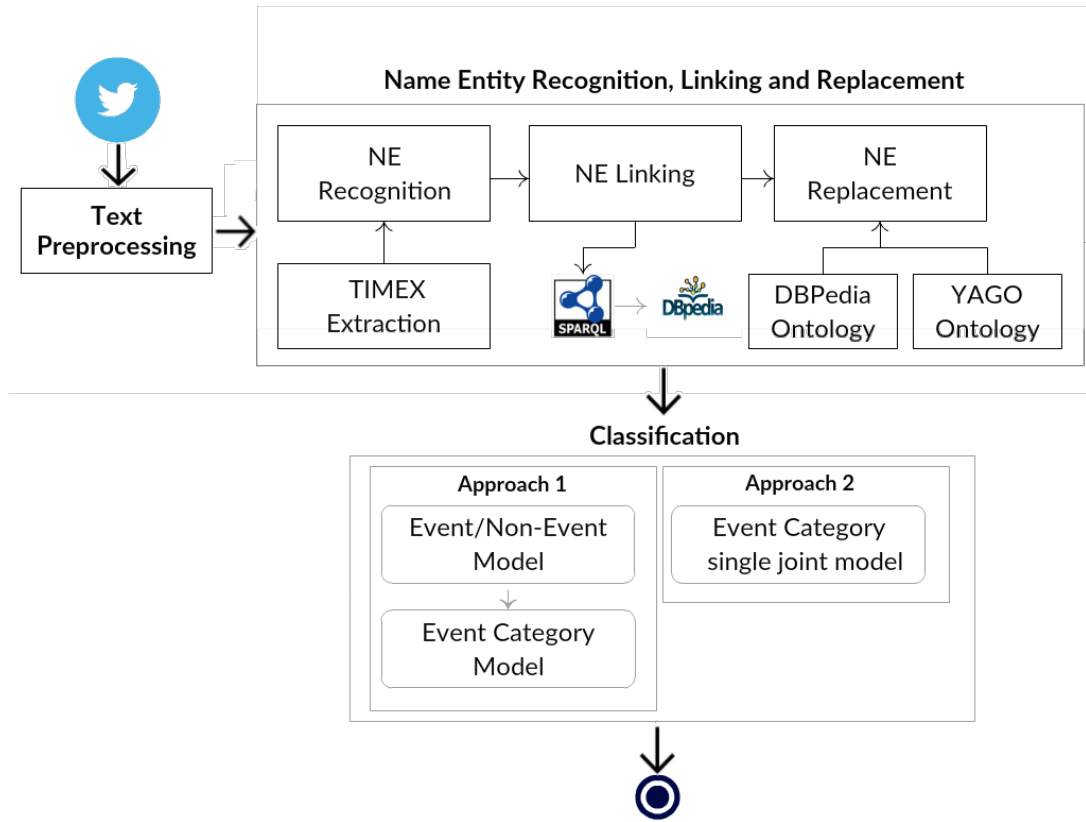 Name Entity Recognition, Linking and Replacement
NE
Recognition
NE Linking
NE
Replacement
Text
Preprocessing
TIMEX
Extraction
SPARQL
DBpedia
DBPedia
Ontology
YAGO
Ontology
Classification
Approach 1
Event/Non-Event
Model
Event Category
Model
Approach 2
Event Category
single joint model